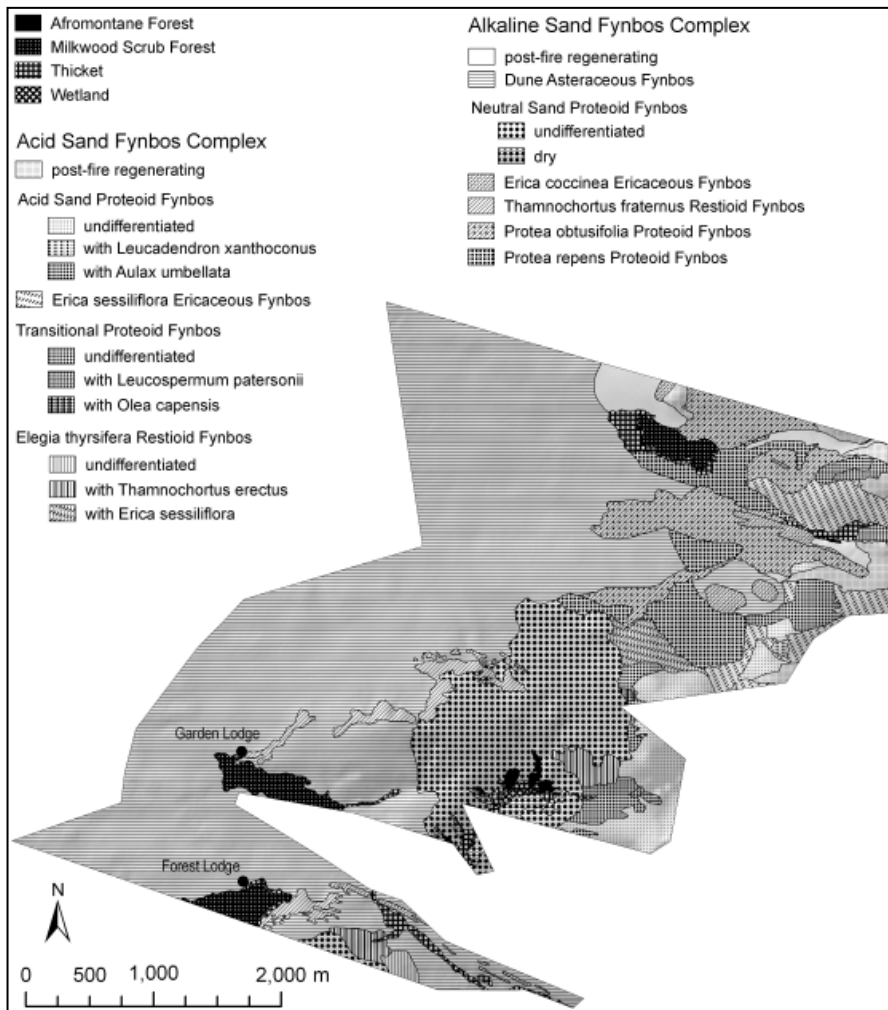 Afromontane Forest
Milkwood Scrub Forest
Thicket
Wetland
Acid Sand Fynbos Complex
post-fire regenerating
Acid Sand Proteoid Fynbos
undifferentiated
with Leucadendron xanthoconus
with Aulax umbellata
Erica sessiliflora Ericaceous Fynbos
Transitional Proteoid Fynbos
undifferentiated
with Leucospermum patersonii
with Olea capensis
Elegia thyrsifera Restioid Fynbos
undifferentiated
with Thamnochortus erectus
with Erica sessiliflora
Alkaline Sand Fynbos Complex
post-fire regenerating
Dune Asteraceous Fynbos
Neutral Sand Proteoid Fynbos
undifferentiated
dry
Erica coccinea Ericaceous Fynbos
Thamnochortus fraternus Restioid Fynbos
Protea obtusifolia Proteoid Fynbos
Protea repens Proteoid Fynbos
Garden Lodge
Forest Lodge
N
0 500 1,000 2,000 m